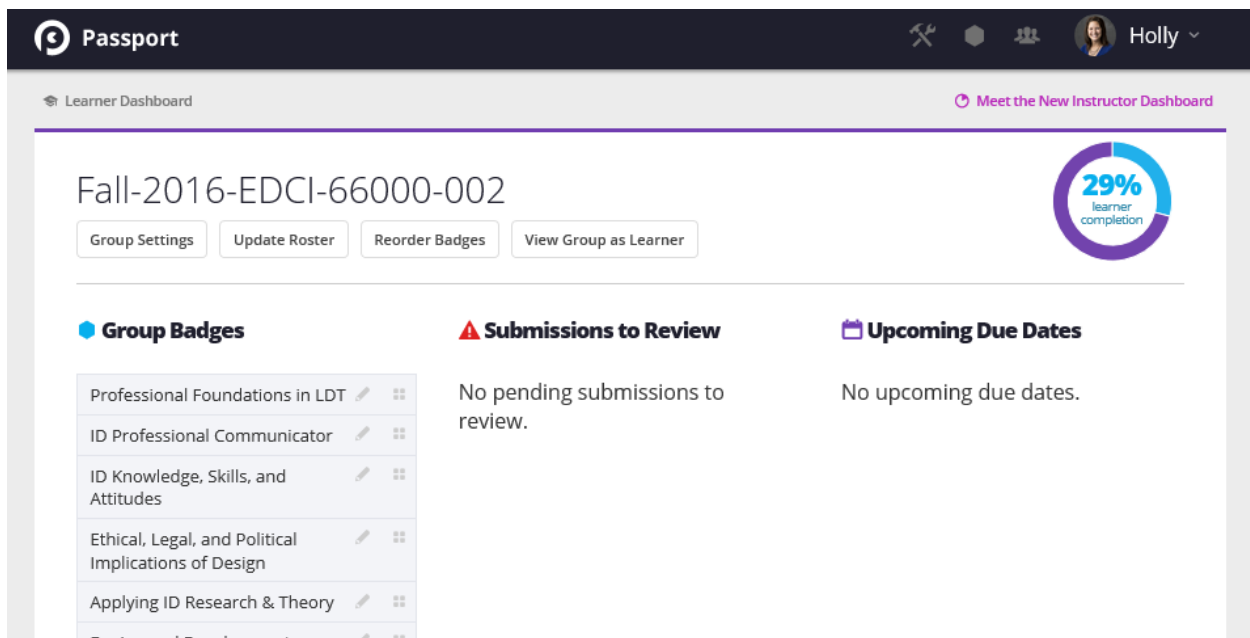 Passport
Holly
Learner Dashboard
Meet the New Instructor Dashboard
Fall-2016-EDCI-66000-002
29%
learner
completion
Group Settings
Update Roster
Reorder Badges
View Group as Learner
Group Badges
Professional Foundations in LDT
ID Professional Communicator
ID Knowledge, Skills, and
Attitudes
Ethical, Legal, and Political
Implications of Design
Applying ID Research & Theory
Submissions to Review
No pending submissions to
review.
Upcoming Due Dates
No upcoming due dates.